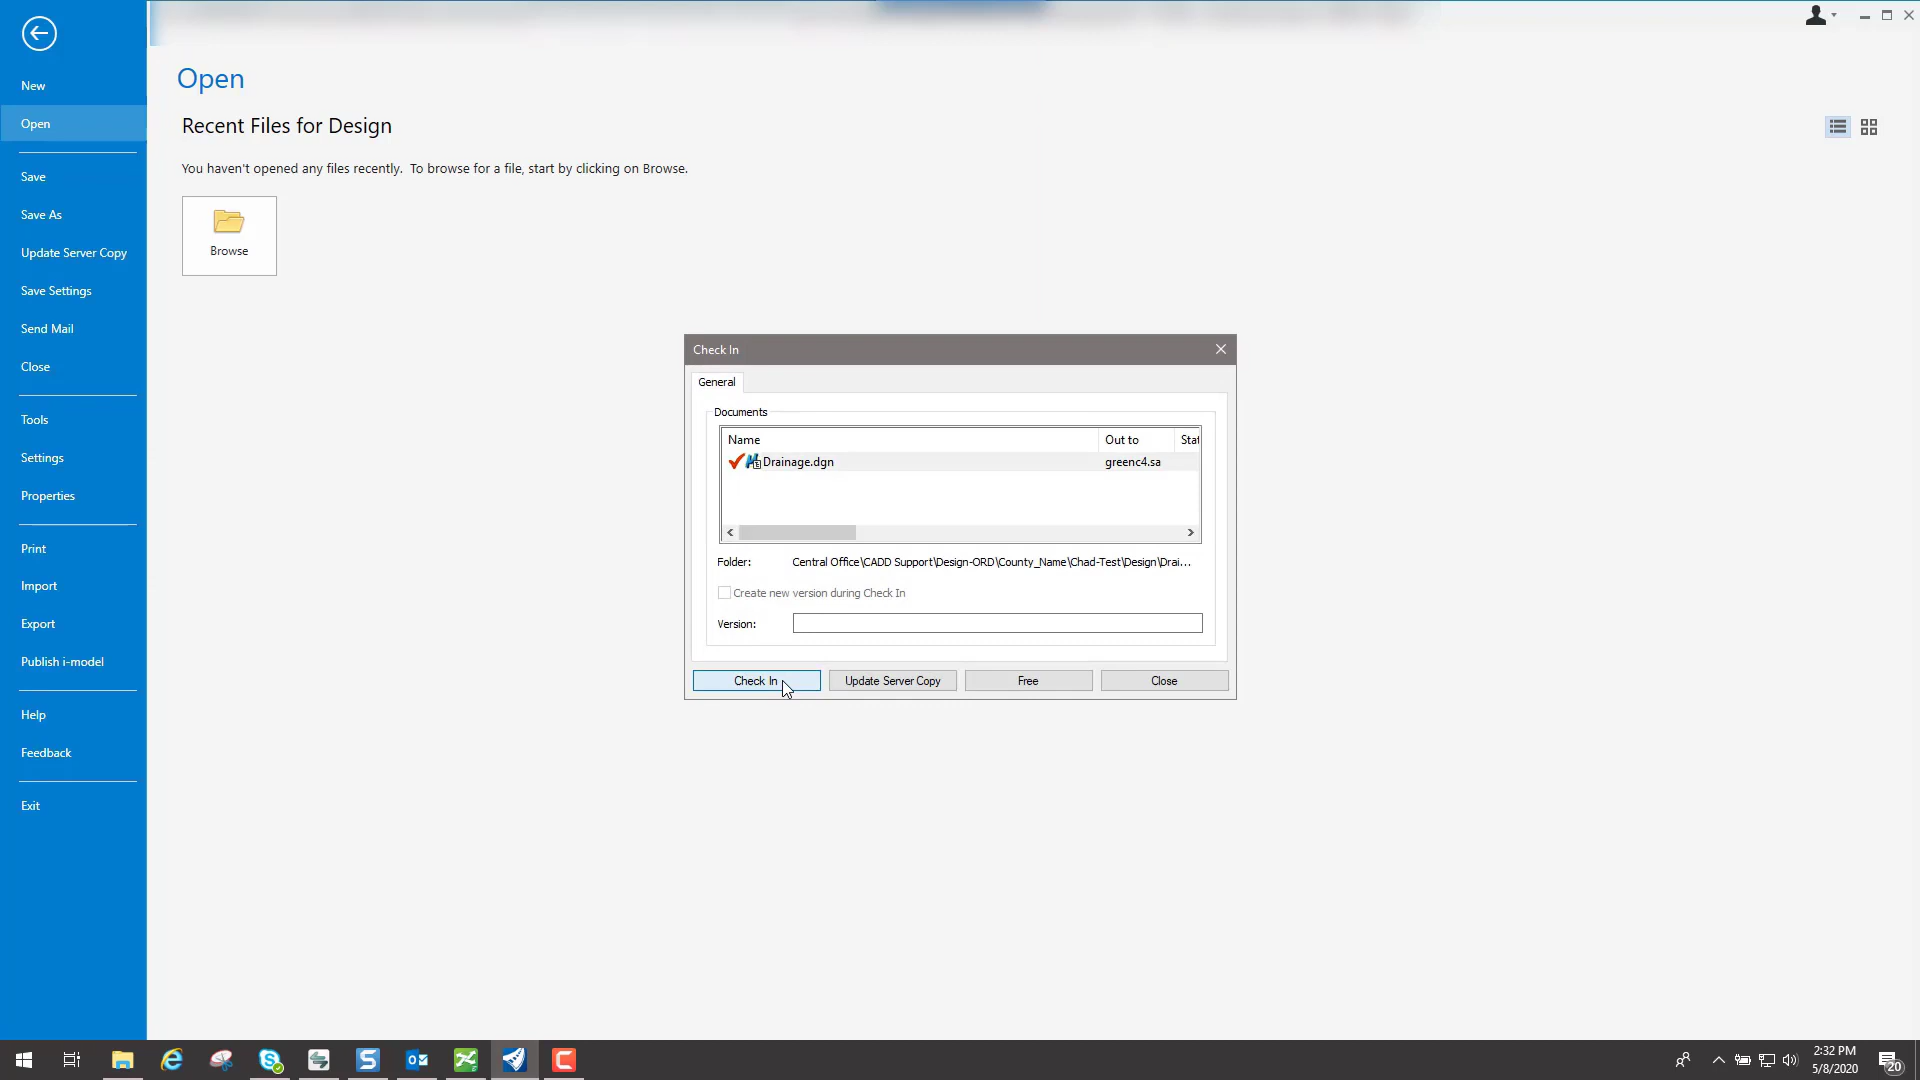 New
Open
Save
Save As
Update Server Copy
Save Settings
Send Mail
Close
Tools
Settings
Properties
Print
Import
Export
Publish i-model
Help
Feedback
Exit
Open
Recent Files for Design
You haven't opened any files recently. To browse for a file, start by clicking on Browse.
Browse
Check In
General
Documents
Name Out to Stat
Drainage.dgn greenc4.sa
Folder: Central Office\CADD Support\Design-ORD\County_Name\Chad-Test\Design\Drai...
Create new version during Check In
Version:
Check In Update Server Copy Free Close
2:32 PM
5/8/2020
20